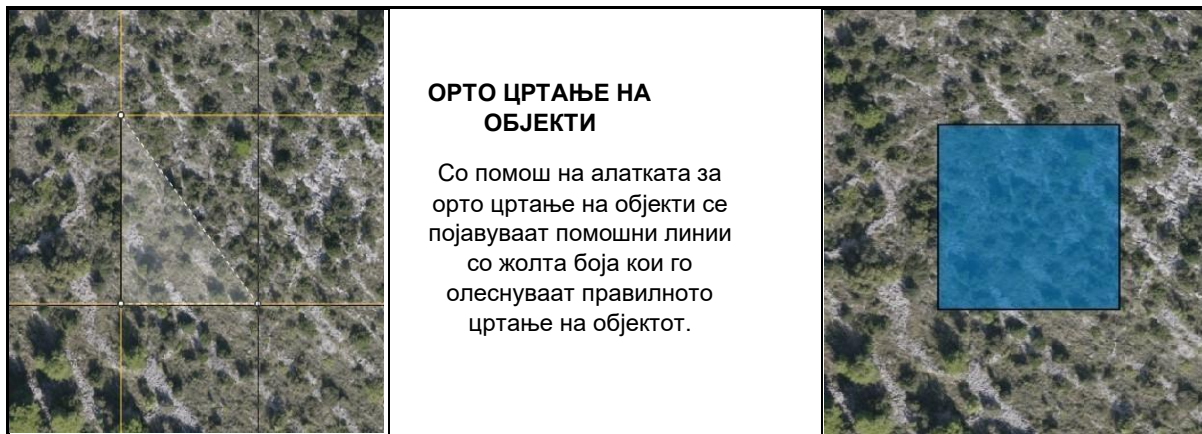 ОРТО ЦРТАЊЕ НА
ОБЈЕКТИ
Со помош на алатката за
орто цртање на објекти се
појавуваат помошни линии
со жолта боја кои го
олеснуваат правилното
цртање на објектот.